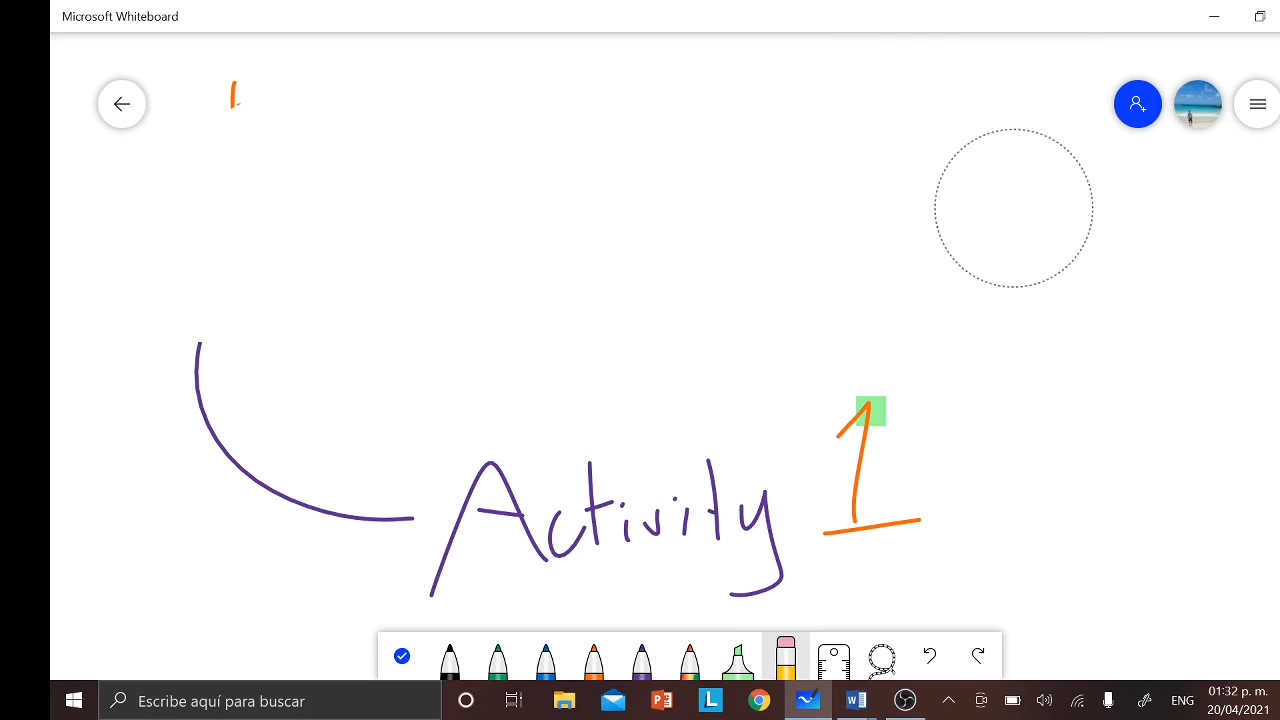 Microsoft Whiteboard
Activity 1
Escribe aquí para buscar
ENG
01:32 p. m.
20/04/2021